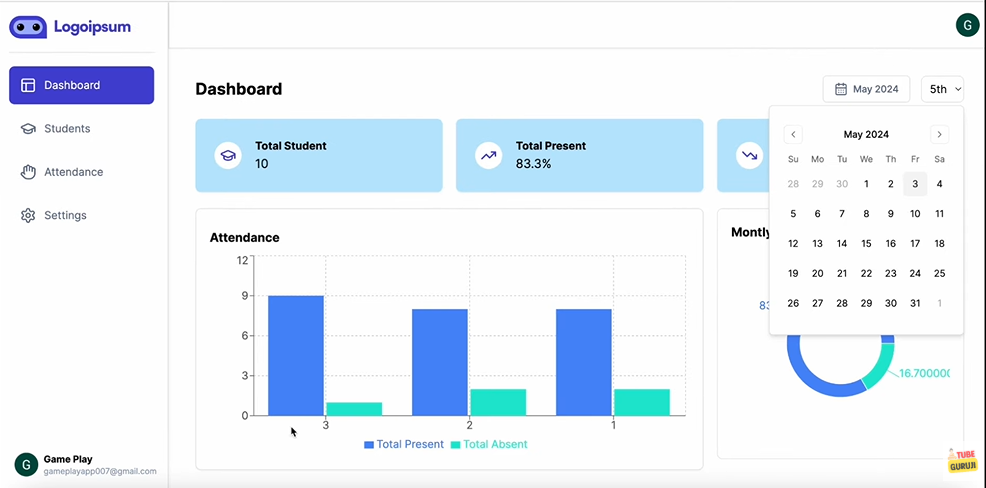 Logoipsum
G
Dashboard
Students
Attendance
Settings
G
Game Play
gameplayapp007@gmail.com
Dashboard
May 2024
5th
Total Student
10
Total Present
83.3%
May 2024
Su Mo Tu We Th Fr Sa
28 29 30 1 2 3 4
5 6 7 8 9 10 11
12 13 14 15 16 17 18
19 20 21 22 23 24 25
26 27 28 29 30 31 1
Attendance
12
9
6
3
0
3 2 1
Total Present Total Absent
Montly
83
16.70000
TUBE
GURUJI